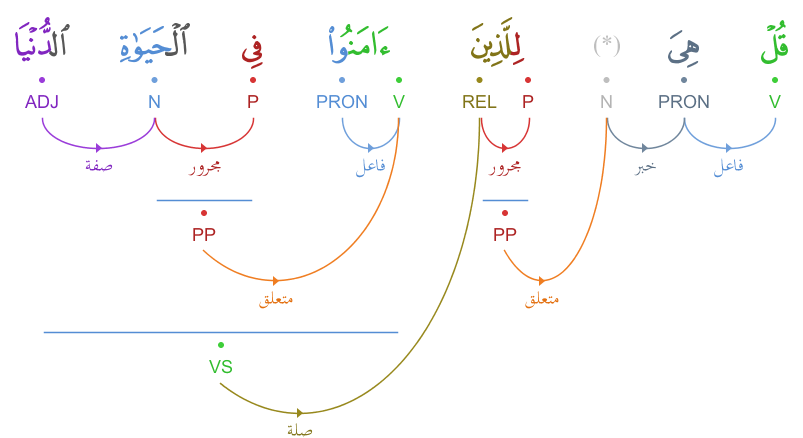 قُلْ هِىَ (*) لِلَّذِينَ ءَامَنُوا۟ فِى ٱلْحَيَوٰةِ ٱلدُّنْيَا
ADJ N P PRON V REL P N PRON V
فاعل خبر مجرور فاعل مجرور صفة
PP PP
متعلق متعلق
VS
صلة